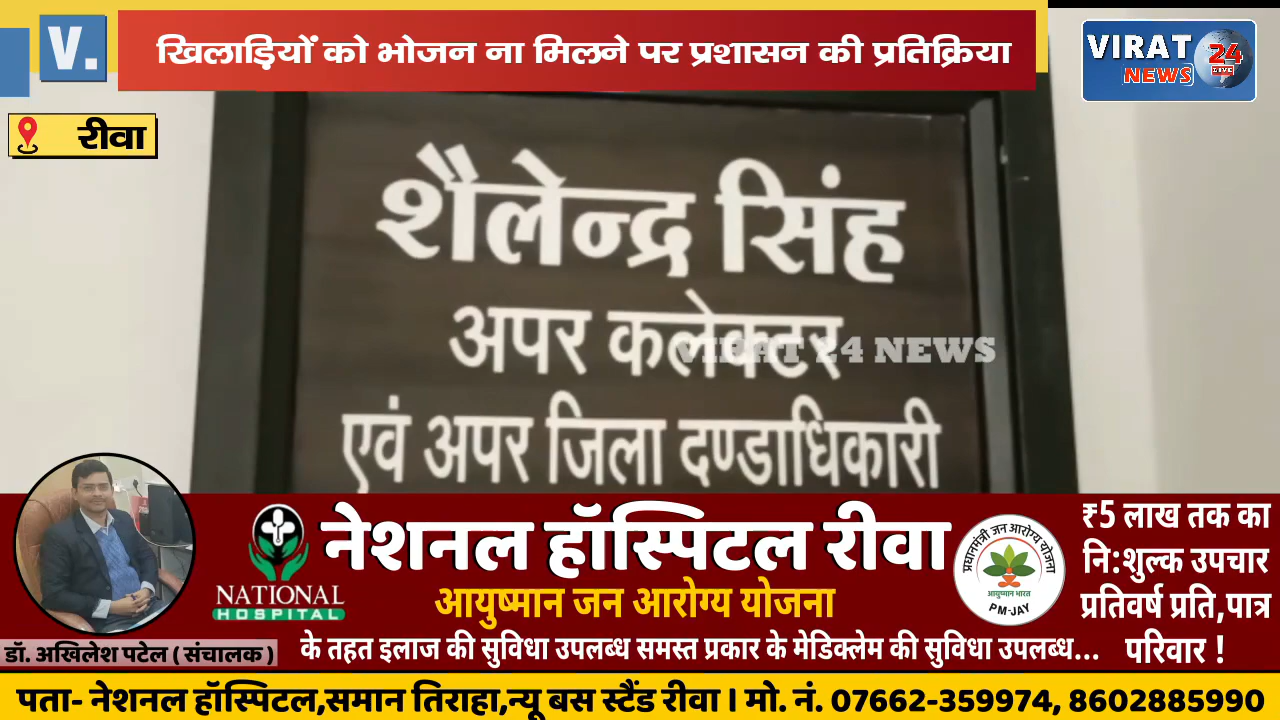 V.
खिलाड़ियों को भोजन ना मिलने पर प्रशासन की प्रतिक्रिया
VIRAT 24
NEWS LIVE
रीवा
शैलेन्द्र सिंह
अपर कलेक्टर
VIRAT 24 NEWS
एवं अपर जिला दण्डाधिकारी
नेशनल हॉस्पिटल रीवा
NATIONAL
HOSPITAL
आयुष्मान जन आरोग्य योजना
के तहत इलाज की सुविधा उपलब्ध समस्त प्रकार के मेडिक्लेम की सुविधा उपलब्ध...
प्रधानमंत्री जन आरोग्य योजना
आयुष्मान भारत
PM-JAY
₹5 लाख तक का
नि:शुल्क उपचार
प्रतिवर्ष प्रति,पात्र
परिवार !
डॉ. अखिलेश पटेल ( संचालक )
पता- नेशनल हॉस्पिटल,समान तिराहा,न्यू बस स्टैंड रीवा । मो. नं. 07662-359974, 8602885990